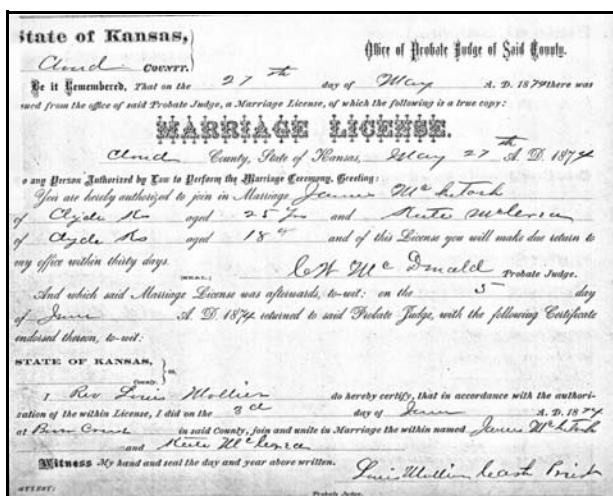 State of Kansas,
Cloud COUNTY.
Office of Probate Judge of Said County.
Be it Remembered, That on the 27th day of May A. D. 1874 there was
sued from the office of said Probate Judge, a Marriage License, of which the following is a true copy:
MARRIAGE LICENSE.
Cloud County, State of Kansas, May 27th A. D. 1874
o any Person Authorized by Law to Perform the Marriage Ceremony, Greeting:
You are hereby authorized to join in Marriage James McIntosh
of Clyde Ks aged 25 yrs and Kate
of Clyde Ks aged 18 " and of this License you will make due return to
my office within thirty days.
[SEAL.] C W McDonald Probate Judge.
And which said Marriage License was afterwards, to-wit: on the 5 day
of June A. D. 1874 returned to said Probate Judge, with the following Certificate
endorsed thereon, to-wit:
STATE OF KANSAS,
County. ss.
I Rev Louis Mollier do hereby certify, that in accordance with the authori-
zation of the within License, I did on the 3d day of June A. D. 1874
at in said County, join and unite in Marriage the within named James McIntosh
and Kate
Witness My hand and seal the day and year above written.
Louis Mollier Cath Priest
ATTEST:
Probate Judge.